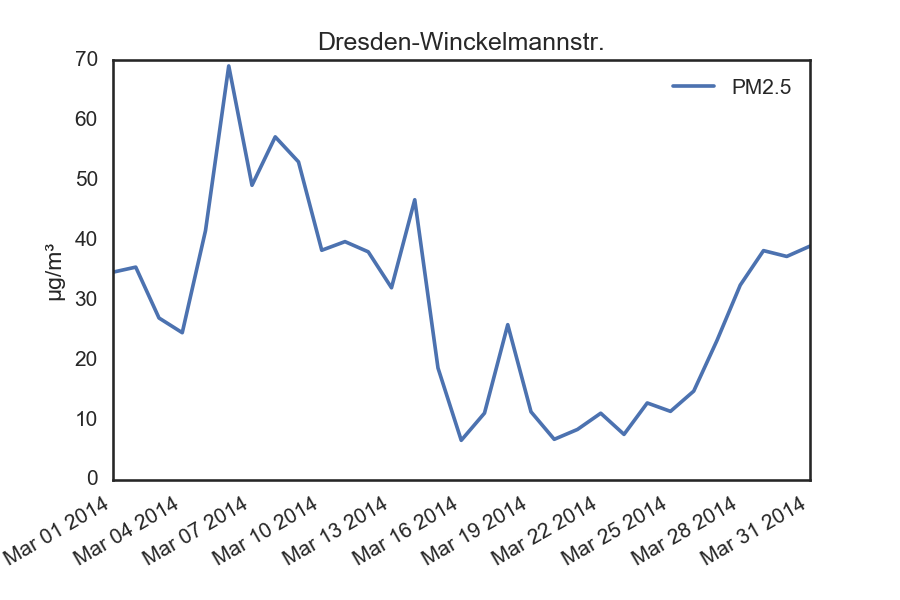 Dresden-Winckelmannstr.
PM2.5
µg/m³
70
60
50
40
30
20
10
0
Mar 01 2014
Mar 04 2014
Mar 07 2014
Mar 10 2014
Mar 13 2014
Mar 16 2014
Mar 19 2014
Mar 22 2014
Mar 25 2014
Mar 28 2014
Mar 31 2014